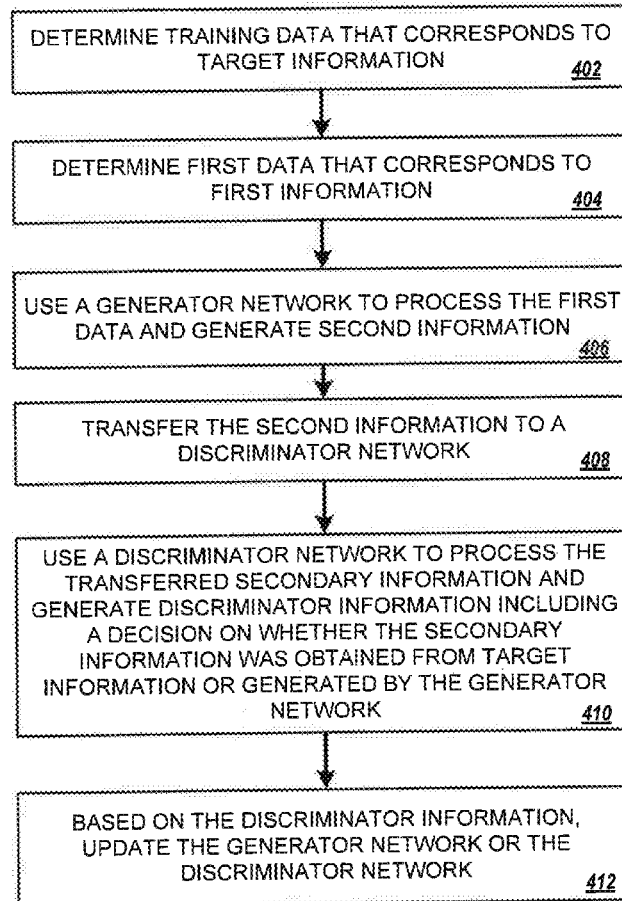 DETERMINE TRAINING DATA THAT CORRESPONDS TO
TARGET INFORMATION
402
DETERMINE FIRST DATA THAT CORRESPONDS TO
FIRST INFORMATION
404
USE A GENERATOR NETWORK TO PROCESS THE FIRST
DATA AND GENERATE SECOND INFORMATION
406
TRANSFER THE SECOND INFORMATION TO A
DISCRIMINATOR NETWORK
408
USE A DISCRIMINATOR NETWORK TO PROCESS THE
TRANSFERRED SECONDARY INFORMATION AND
GENERATE DISCRIMINATOR INFORMATION INCLUDING
A DECISION ON WHETHER THE SECONDARY
INFORMATION WAS OBTAINED FROM TARGET
INFORMATION OR GENERATED BY THE GENERATOR
NETWORK
410
BASED ON THE DISCRIMINATOR INFORMATION,
UPDATE THE GENERATOR NETWORK OR THE
DISCRIMINATOR NETWORK
412